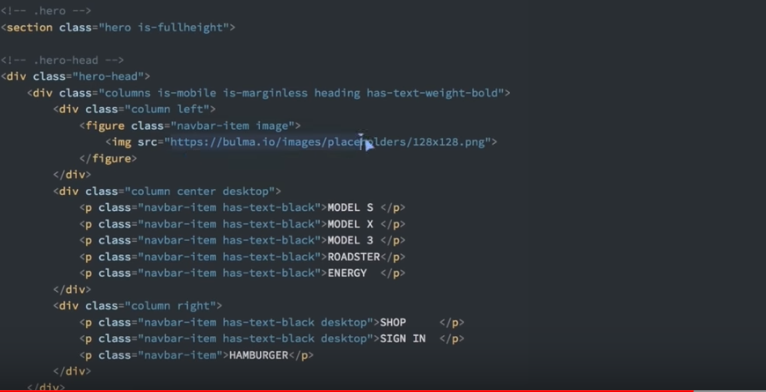 <!-- .hero -->
<section class="hero is-fullheight">
<!-- .hero-head -->
<div class="hero-head">
<div class="columns is-mobile is-marginless heading has-text-weight-bold">
<div class="column left">
<figure class="navbar-item image">
<img src="https://bulma.io/images/placeholders/128x128.png">
</figure>
</div>
<div class="column center desktop">
<p class="navbar-item has-text-black">MODEL S </p>
<p class="navbar-item has-text-black">MODEL X </p>
<p class="navbar-item has-text-black">MODEL 3 </p>
<p class="navbar-item has-text-black">ROADSTER</p>
<p class="navbar-item has-text-black">ENERGY  </p>
</div>
<div class="column right">
<p class="navbar-item has-text-black desktop">SHOP     </p>
<p class="navbar-item has-text-black desktop">SIGN IN  </p>
<p class="navbar-item">HAMBURGER</p>
</div>
</div>